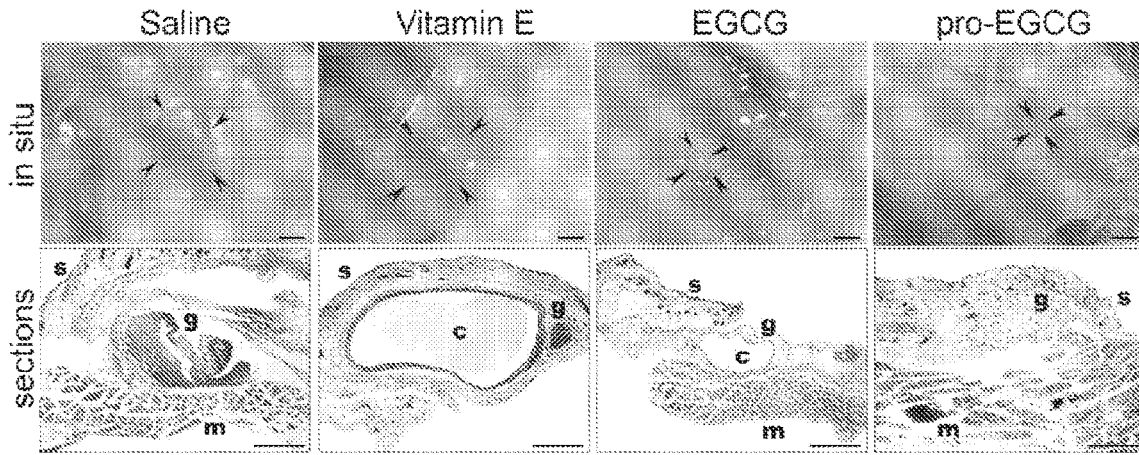 Saline Vitamin E EGCG pro-EGCG
in situ
sections
s g m
c g
s g c m
g s m